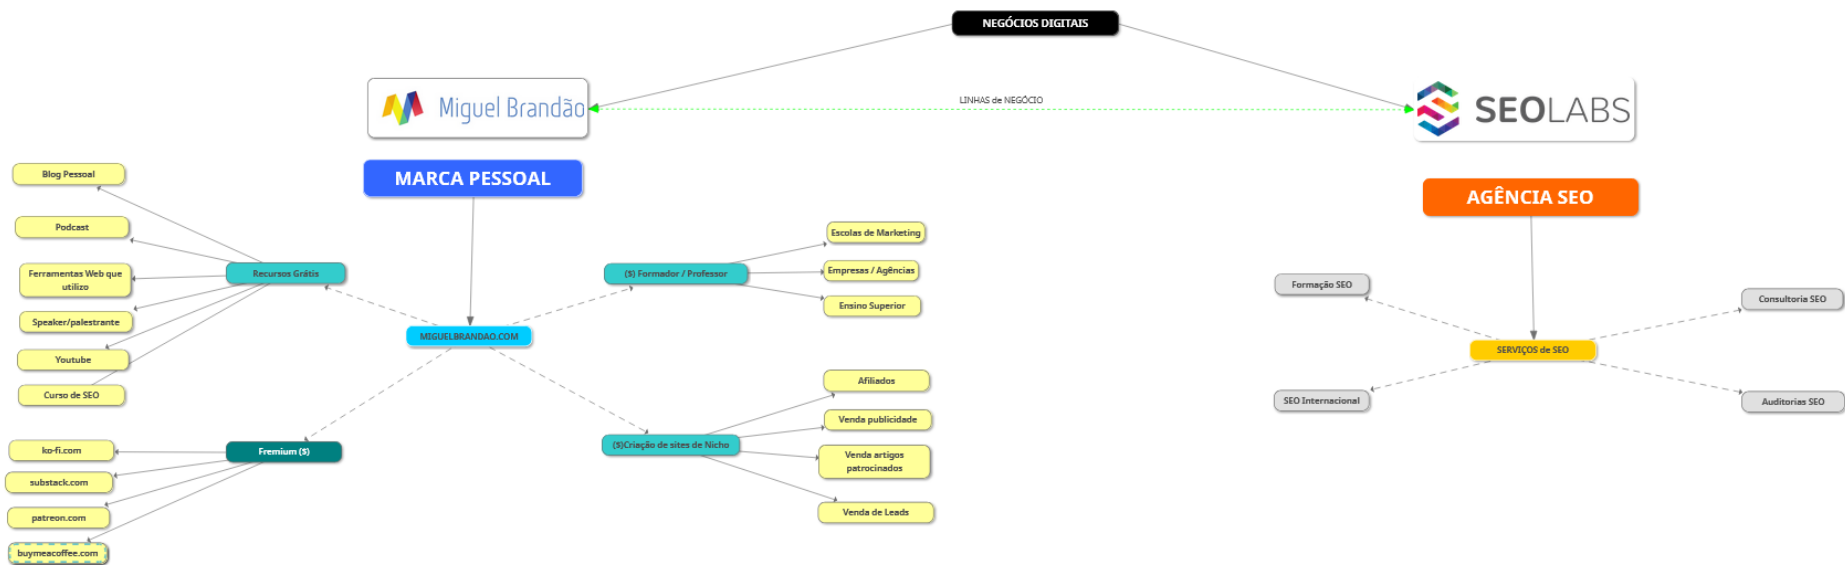 NEGÓCIOS DIGITAIS
Miguel Brandão
LINHAS de NEGÓCIO
SEOLABS
MARCA PESSOAL
AGÊNCIA SEO
Blog Pessoal
Podcast
Ferramentas Web que
utilizo
Speaker/palestrante
Youtube
Curso de SEO
Recursos Grátis
($) Formador / Professor
Escolas de Marketing
Empresas / Agências
Ensino Superior
MIGUELBRANDAO.COM
Fremium ($)
ko-fi.com
substack.com
patreon.com
buymeacoffee.com
($)Criação de sites de Nicho
Afiliados
Venda publicidade
Venda artigos
patrocinados
Venda de Leads
Formação SEO
Consultoria SEO
SERVIÇOS de SEO
SEO Internacional
Auditorias SEO